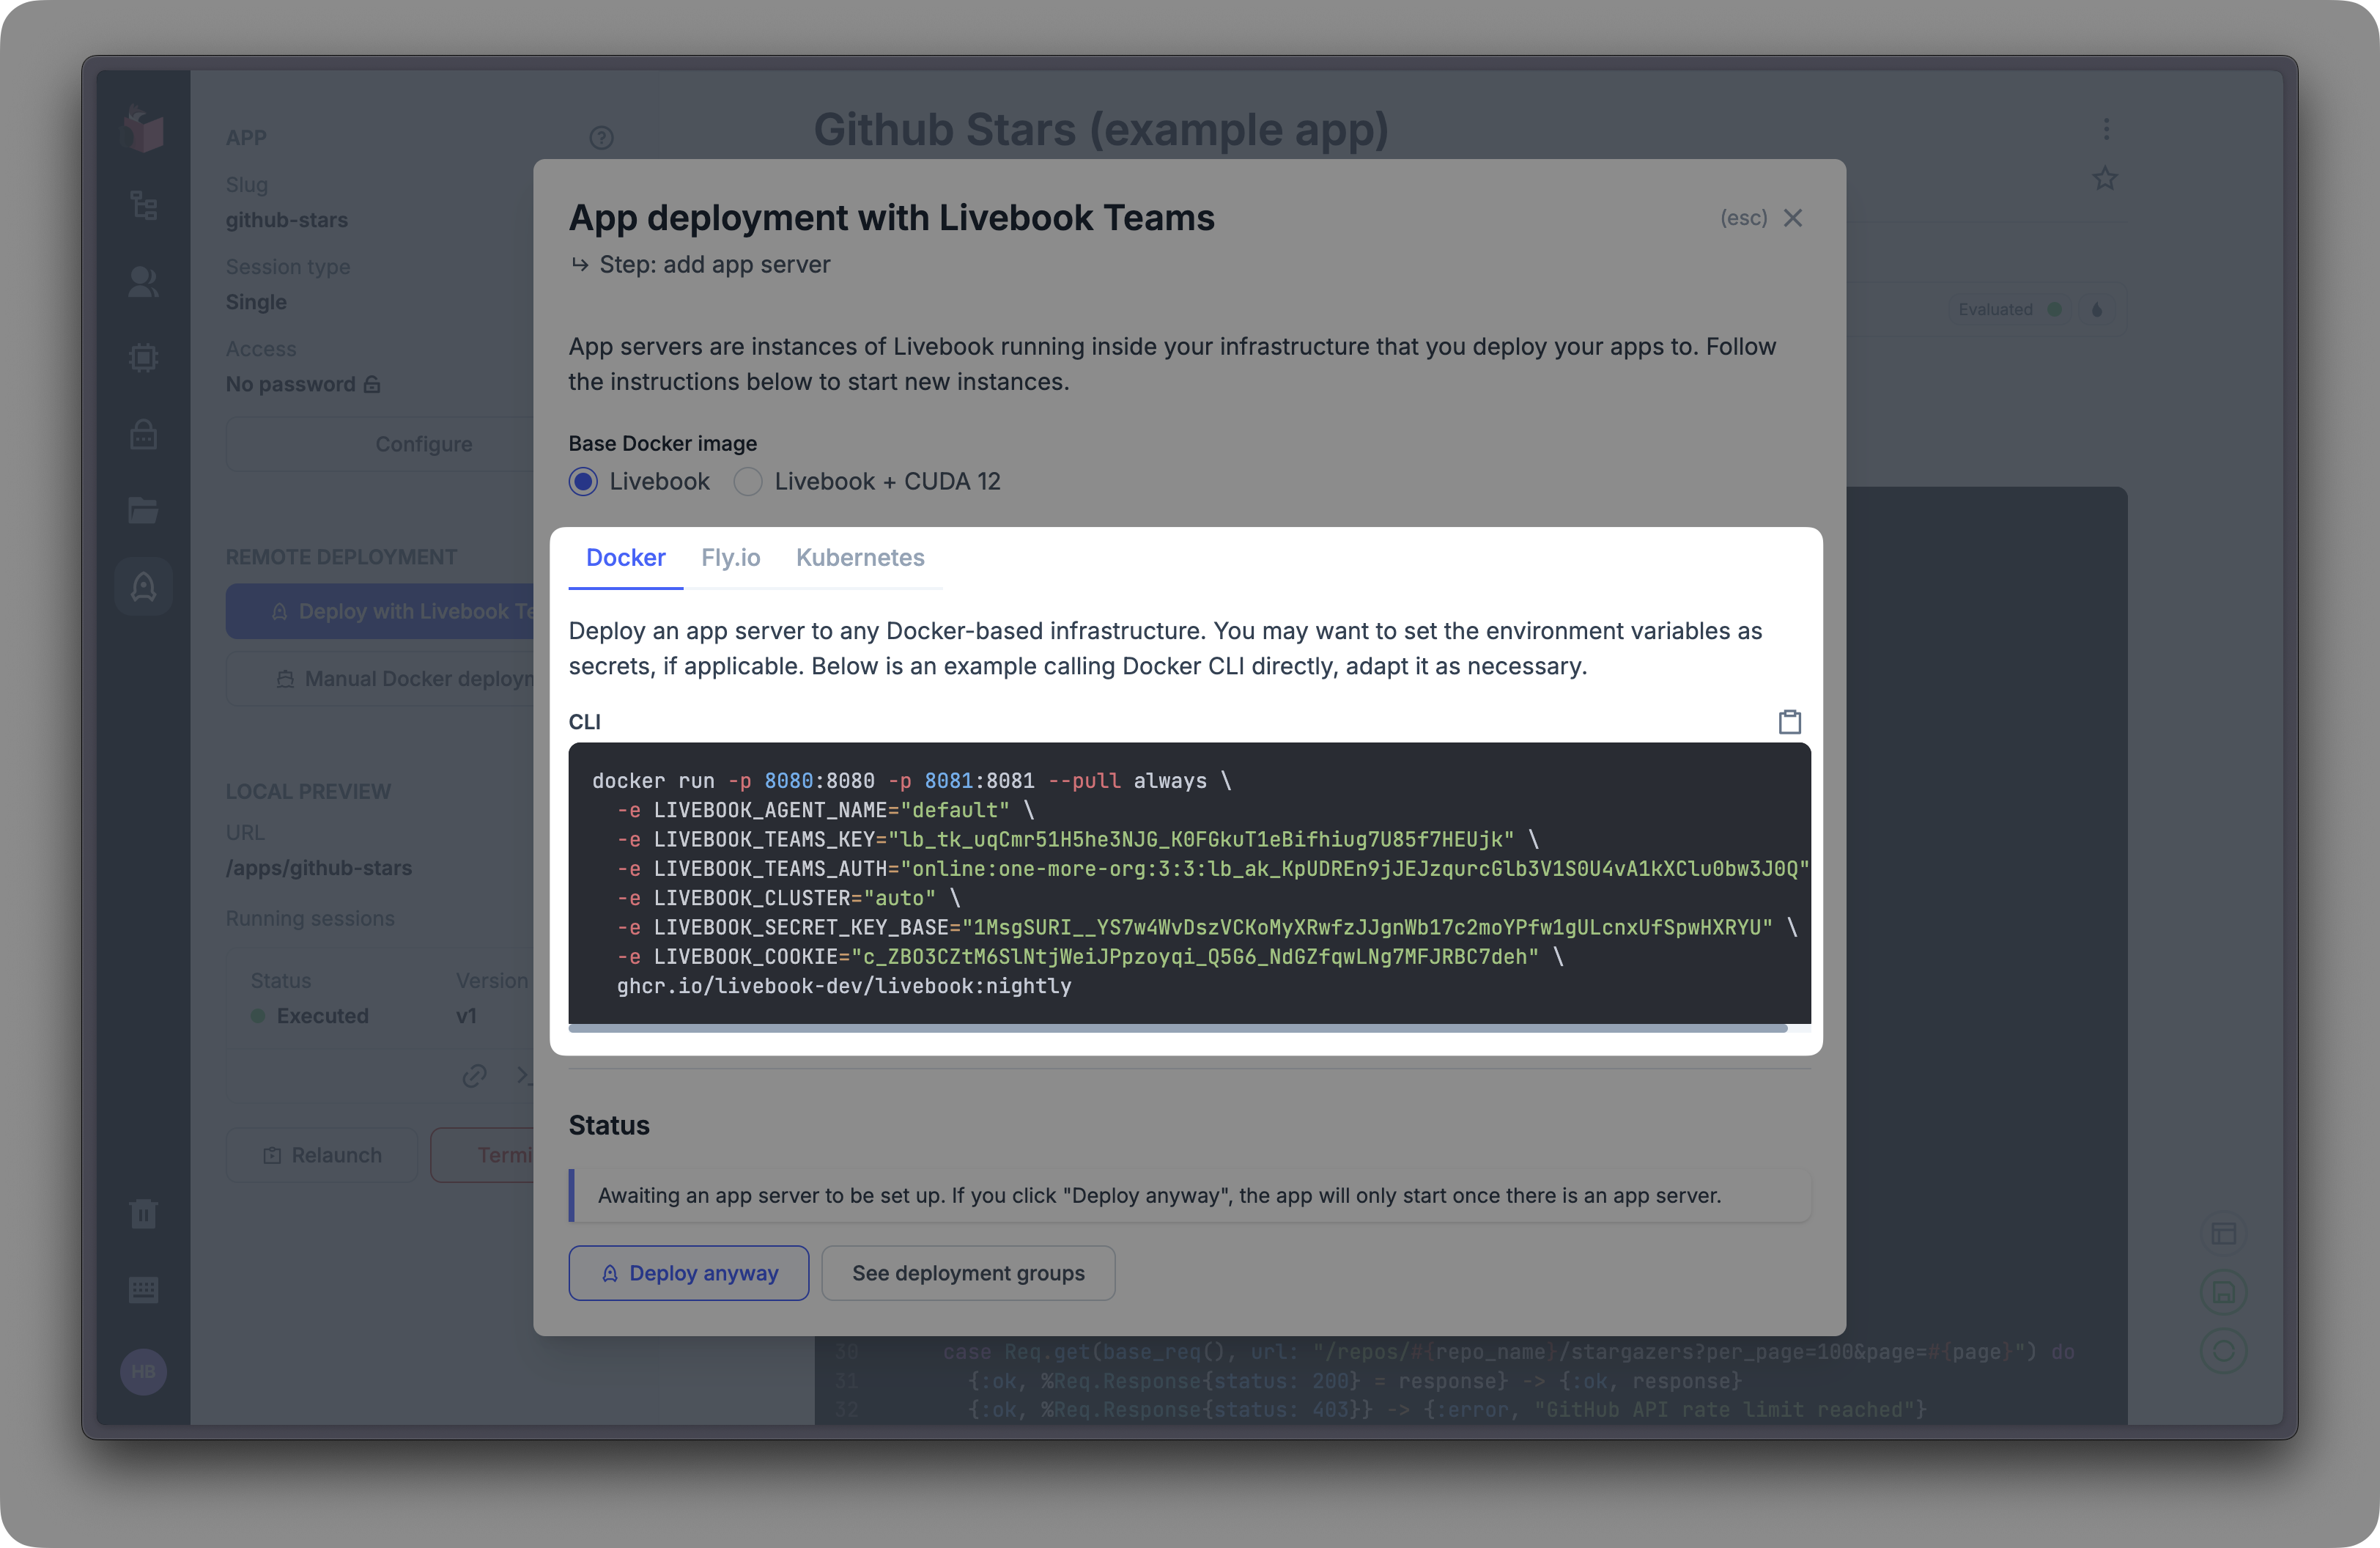 APP
Slug
github-stars
Session type
Single
Access
No password
Configure
REMOTE DEPLOYMENT
Deploy with Livebook Te
Manual Docker deploy
LOCAL PREVIEW
URL
/apps/github-stars
Running sessions
Status Version
Executed v1
Relaunch Termi
HB
Github Stars (example app)
Evaluated
App deployment with Livebook Teams
(esc)
↳ Step: add app server
App servers are instances of Livebook running inside your infrastructure that you deploy your apps to. Follow
the instructions below to start new instances.
Base Docker image
Livebook Livebook + CUDA 12
Docker Fly.io Kubernetes
Deploy an app server to any Docker-based infrastructure. You may want to set the environment variables as
secrets, if applicable. Below is an example calling Docker CLI directly, adapt it as necessary.
CLI
docker run -p 8080:8080 -p 8081:8081 --pull always \
-e LIVEBOOK_AGENT_NAME="default" \
-e LIVEBOOK_TEAMS_KEY="lb_tk_uqCmr51H5he3NJG_K0FGkuT1eBifhiug7U85f7HEUjk" \
-e LIVEBOOK_TEAMS_AUTH="online:one-more-org:3:3:lb_ak_KpUDREn9jJEJzqurcGlb3V1S0U4vA1kXClu0bw3J0Q"
-e LIVEBOOK_CLUSTER="auto" \
-e LIVEBOOK_SECRET_KEY_BASE="1MsgSURI__YS7w4WvDszVCKoMyXRwfzJJgnWb17c2moYPfw1gULcnxUfSpwHXRYU" \
-e LIVEBOOK_COOKIE="c_ZBO3CZtM6SlNtjWeiJPpzoyqi_Q5G6_NdGZfqwLNg7MFJRBC7deh" \
ghcr.io/livebook-dev/livebook:nightly
Status
Awaiting an app server to be set up. If you click "Deploy anyway", the app will only start once there is an app server.
Deploy anyway See deployment groups
30 case Req.get(base_req(), url: "/repos/#{repo_name}/stargazers?per_page=100&page=#{page}") do
31 {:ok, %Req.Response{status: 200} = response} -> {:ok, response}
32 {:ok, %Req.Response{status: 403}} -> {:error, "GitHub API rate limit reached"}